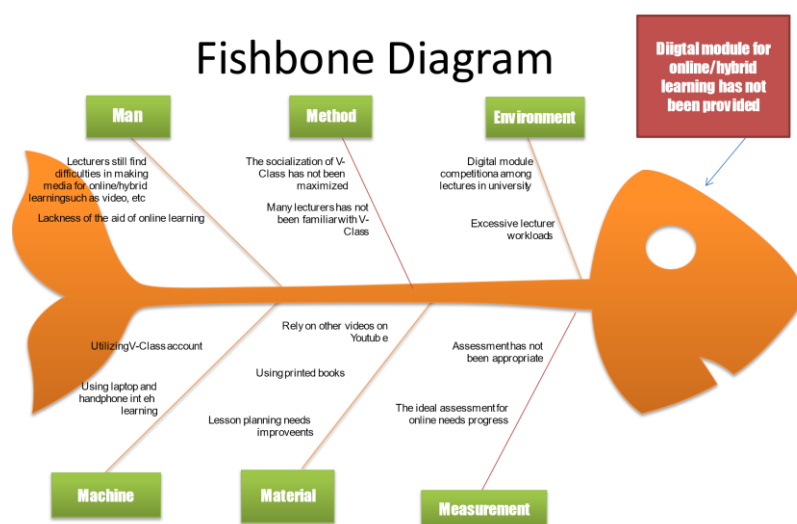 Fishbone Diagram
Diigtal module for
online/hybrid
learning has not
been provided
Man
Method
Environment
Lecturers still find
difficulties in making
media for online/hybrid
learningsuch as video, etc
Lackness of the aid of online learning
The socialization of V-
Class has not been
maximized
Many lecturers has not
been familiar with V-
Class
Digital module
competitiona among
lectures in university
Excessive lecturer
workloads
Utilizing V-Class account
Using laptop and
handphone int eh
learning
Rely on other videos on
Youtube
Using printed books
Lesson planning needs
improveents
Assessment has not
been appropriate
The ideal assessment for
online needs progress
Machine
Material
Measurement